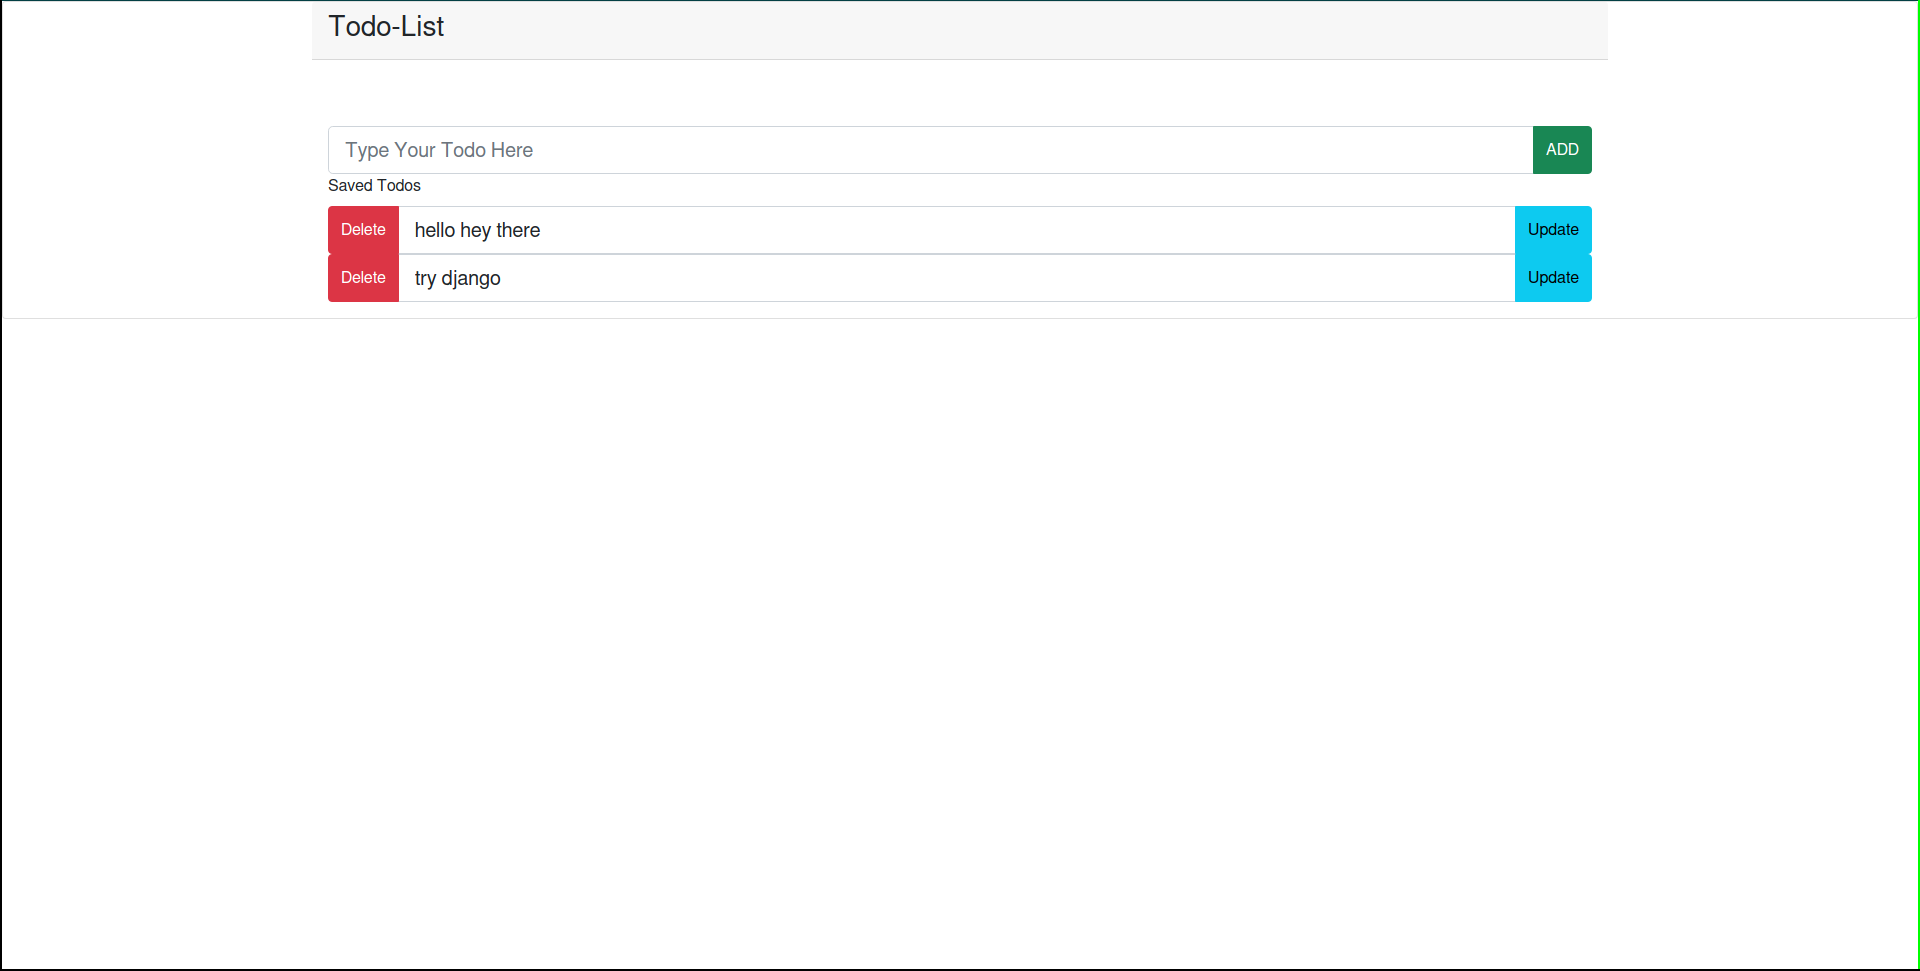 Todo-List
Type Your Todo Here ADD
Saved Todos
Delete hello hey there Update
Delete try django Update